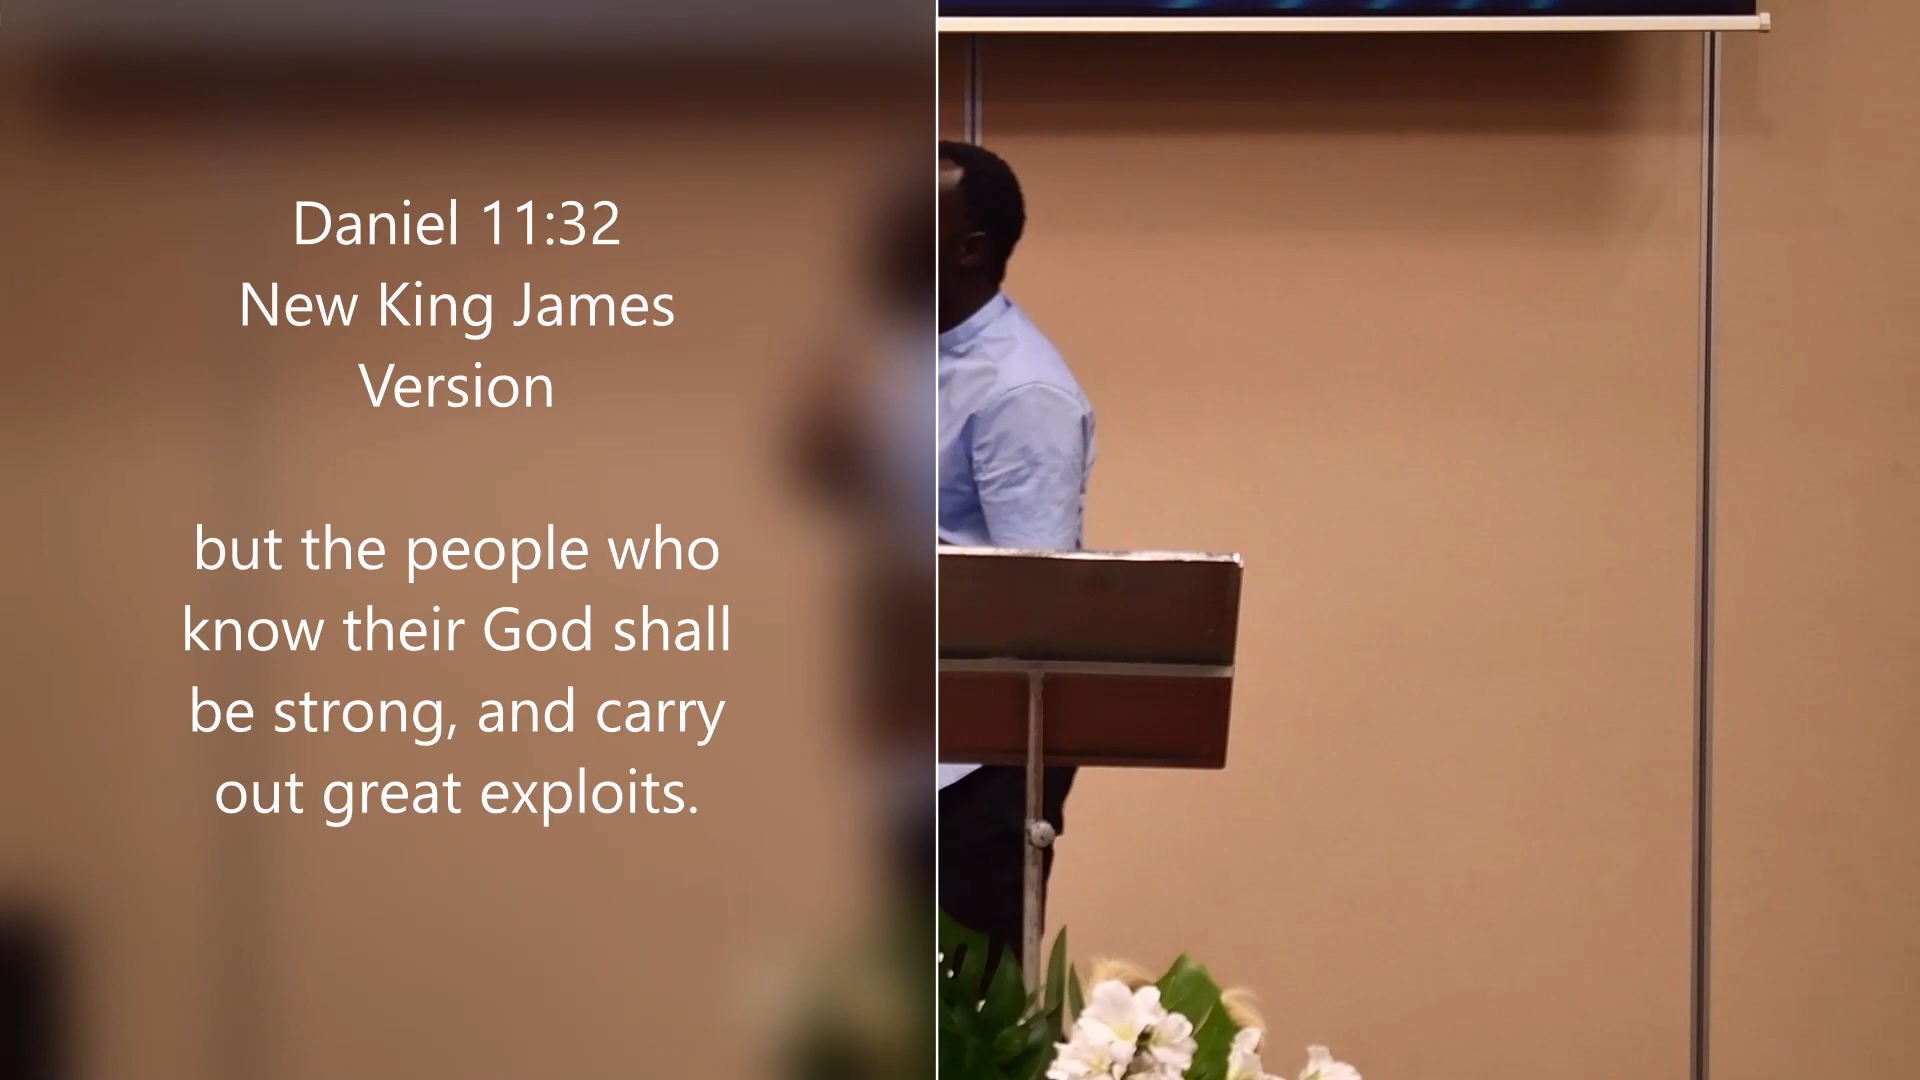 Daniel 11:32
New King James
Version
but the people who
know their God shall
be strong, and carry
out great exploits.